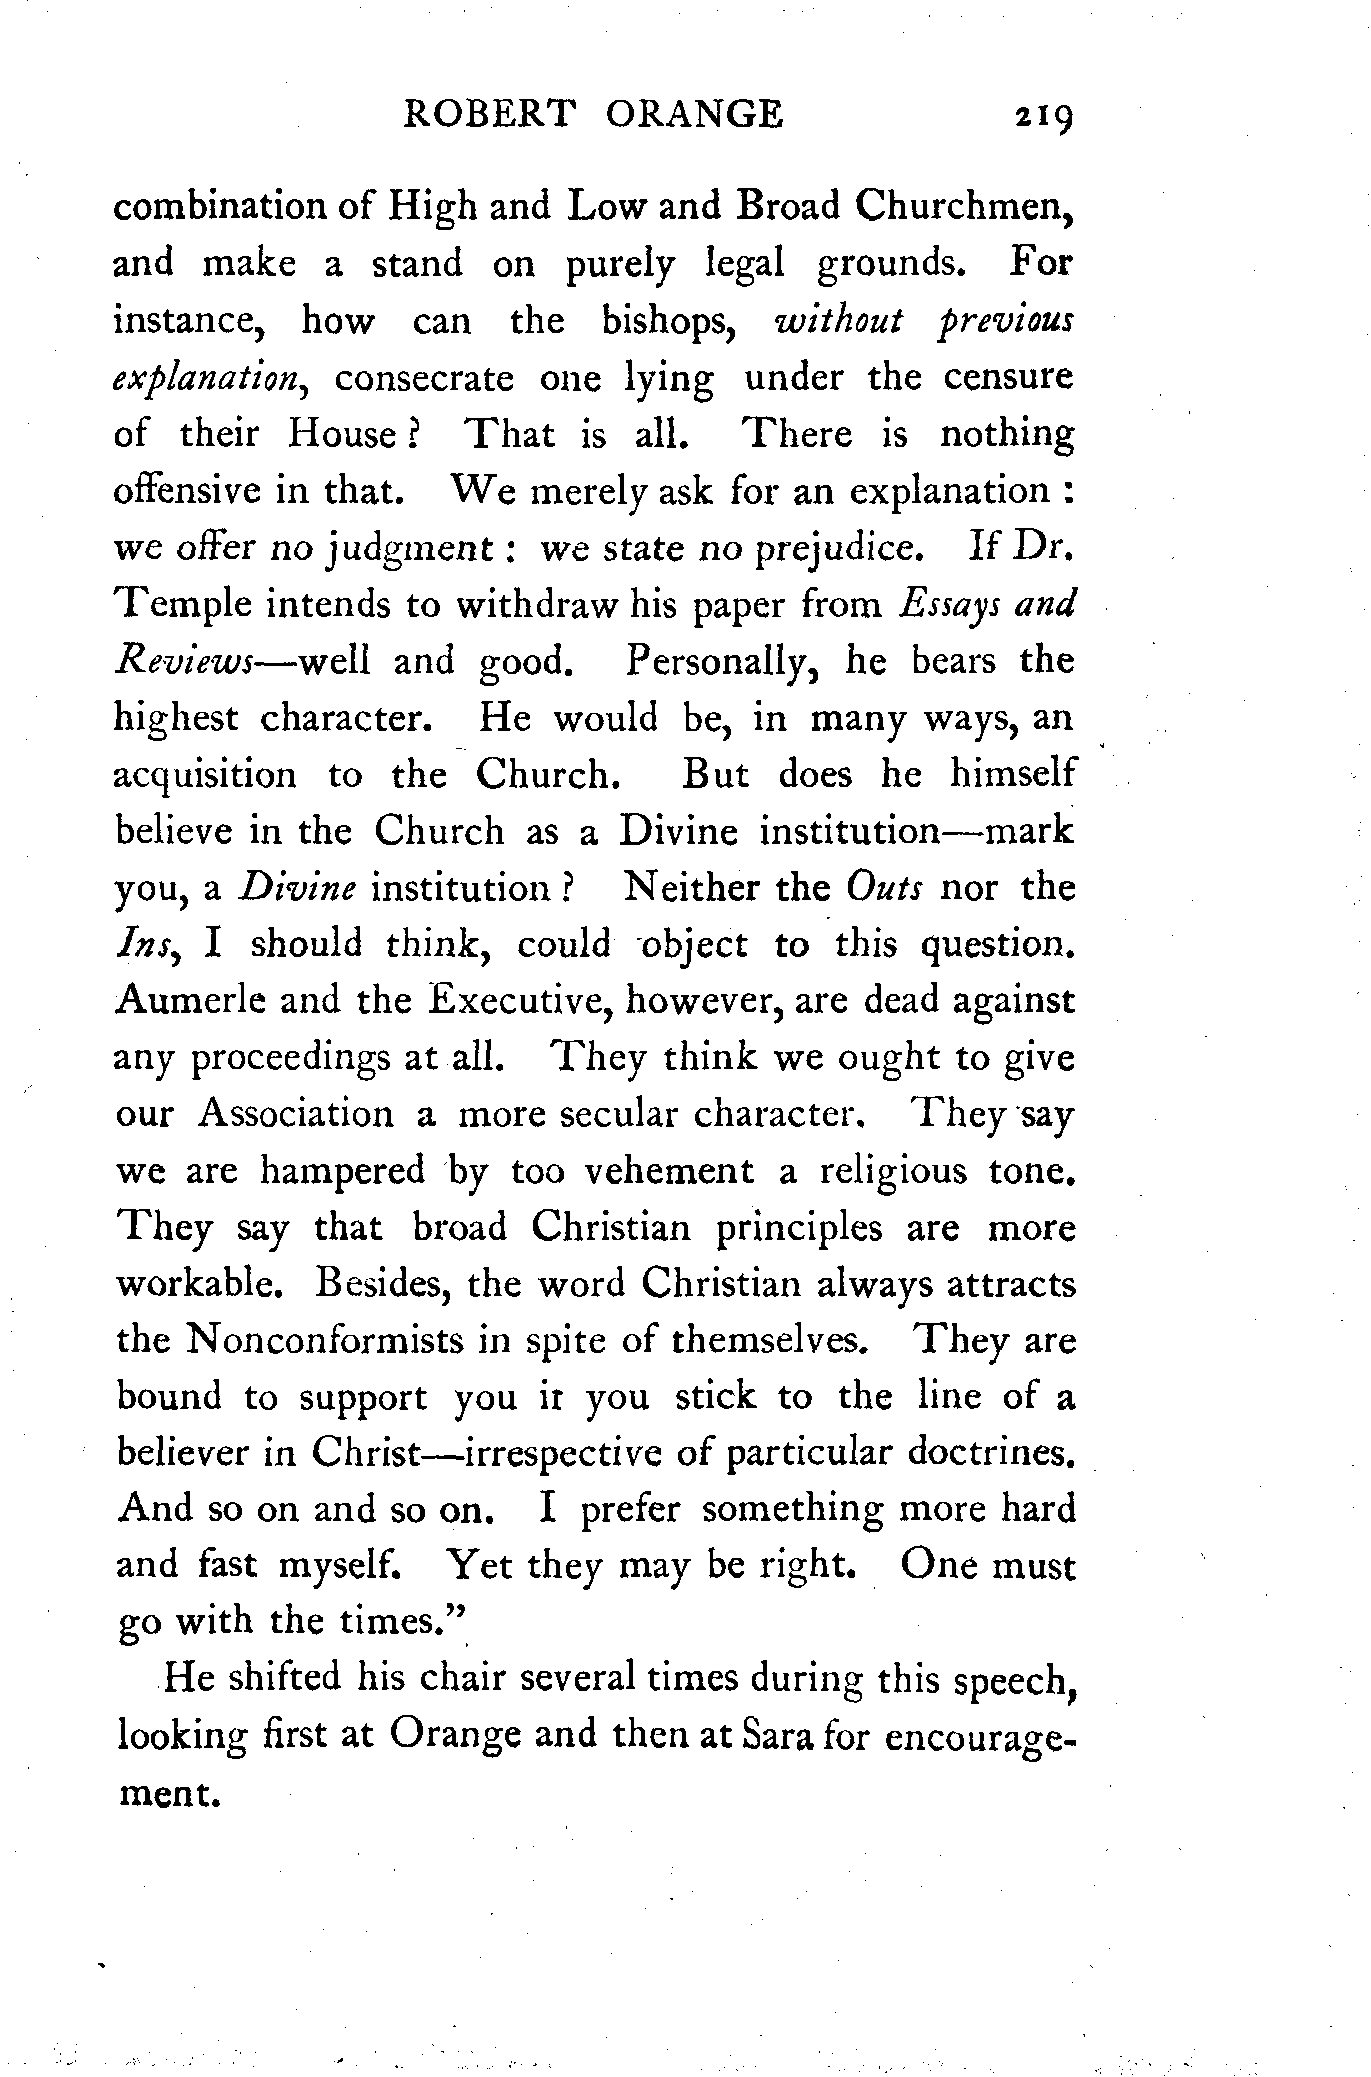 ROBERT ORANGE 219
combination of High and Low and Broad Churchmen,
and make a stand on purely legal grounds. For
instance, how can the bishops, without previous
explanation, consecrate one lying under the censure
of their House ? That is all. There is nothing
offensive in that. We merely ask for an explanation :
we offer no judgment : we state no prejudice. If Dr.
Temple intends to withdraw his paper from Essays and
Reviews—well and good. Personally, he bears the
highest character. He would be, in many ways, an
acquisition to the Church. But does he himself
believe in the Church as a Divine institution—mark
you, a Divine institution ? Neither the Outs nor the
Ins, I should think, could object to this question.
Aumerle and the Executive, however, are dead against
any proceedings at all. They think we ought to give
our Association a more secular character. They say
we are hampered by too vehement a religious tone.
They say that broad Christian principles are more
workable. Besides, the word Christian always attracts
the Nonconformists in spite of themselves. They are
bound to support you if you stick to the line of a
believer in Christ—irrespective of particular doctrines.
And so on and so on. I prefer something more hard
and fast myself. Yet they may be right. One must
go with the times.”
He shifted his chair several times during this speech,
looking first at Orange and then at Sara for encourage-
ment.